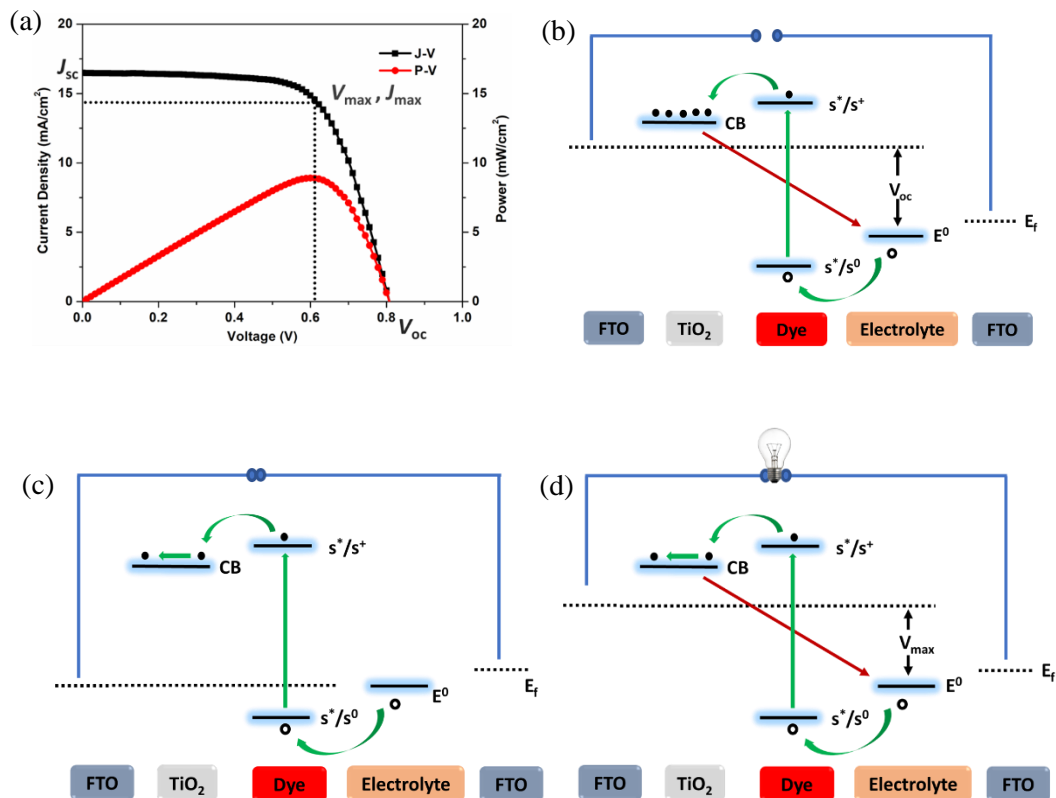 (a)
20
15
10
5
0
Current Density (mA/cm²)
J_SC
J-V
P-V
V_max , J_max
20
15
10
5
0
Power (mW/cm²)
0.0 0.2 0.4 0.6 0.8 1.0
Voltage (V)
V_OC
(b)
s*/s⁺
CB
V_oc
E_f
E⁰
s*/s⁰
FTO TiO₂ Dye Electrolyte FTO
(c)
s*/s⁺
CB
E_f
E⁰
s*/s⁰
FTO TiO₂ Dye Electrolyte FTO
(d)
s*/s⁺
CB
V_max
E_f
E⁰
s*/s⁰
FTO TiO₂ Dye Electrolyte FTO